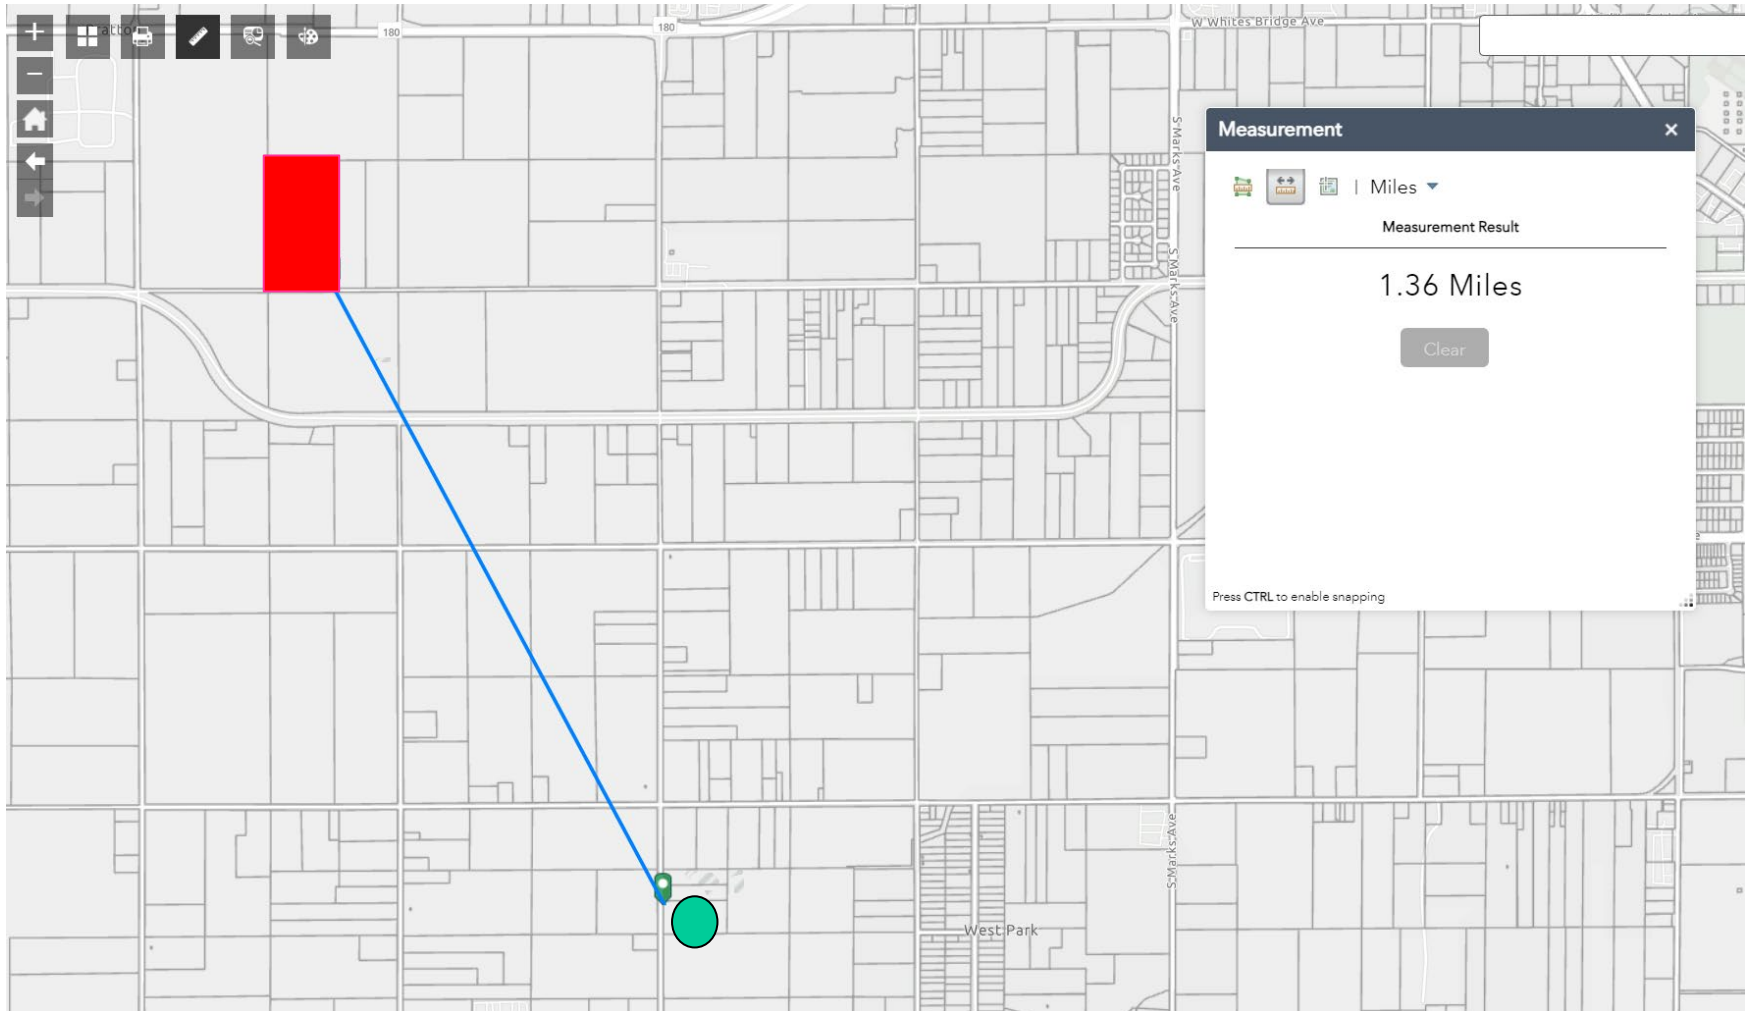 atto
180
180
W Whites Bridge Ave
S Marks Ave
S Marks Ave
Measurement
Miles
Measurement Result
1.36 Miles
Clear
Press CTRL to enable snapping
S Marks Ave
West Park